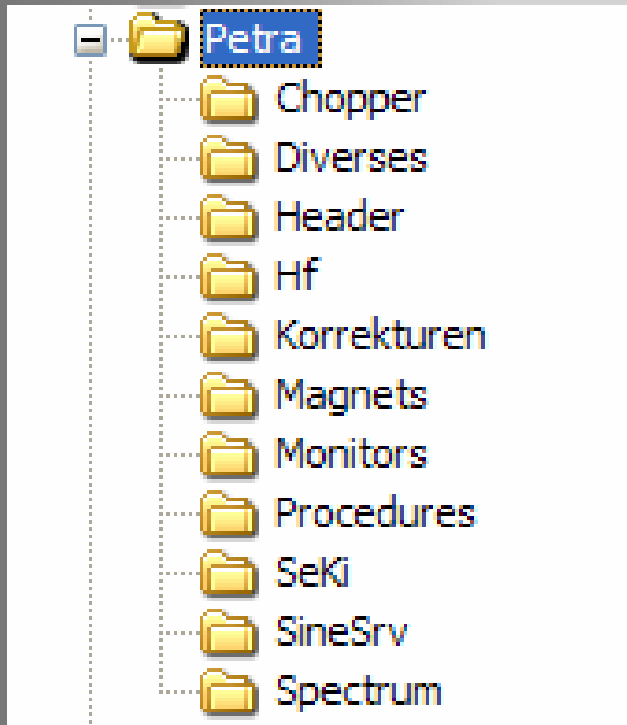 Petra
Chopper
Diverses
Header
Hf
Korrekturen
Magnets
Monitors
Procedures
SeKi
SineSrv
Spectrum